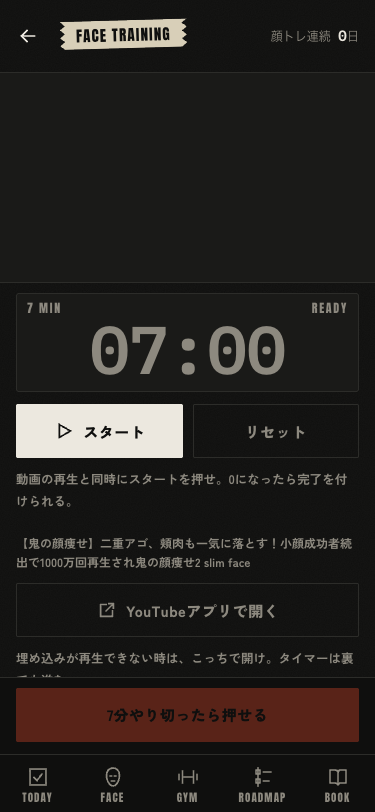 FACE TRAINING
顔トレ連続 0日
7 MIN
READY
07:00
スタート
リセット
動画の再生と同時にスタートを押せ。0になったら完了を付
けられる。
【鬼の顔痩せ】二重アゴ、頬肉も一気に落とす！小顔成功者続
出で1000万回再生され鬼の顔痩せ2 slim face
YouTubeアプリで開く
埋め込みが再生できない時は、こっちで開け。タイマーは裏
7分やり切ったら押せる
TODAY
FACE
GYM
ROADMAP
BOOK